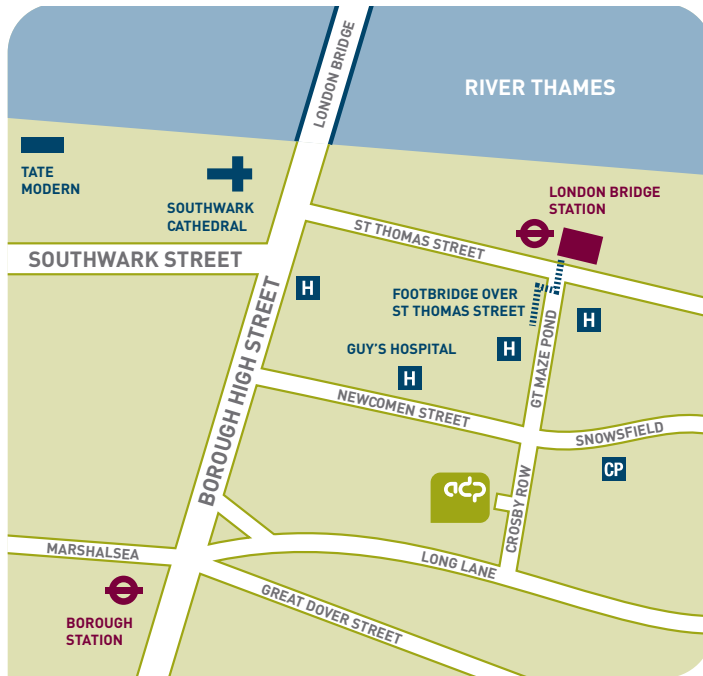 LONDON BRIDGE
RIVER THAMES
TATE
MODERN
SOUTHWARK
CATHEDRAL
LONDON BRIDGE
STATION
ST THOMAS STREET
SOUTHWARK STREET
H
FOOTBRIDGE OVER
ST THOMAS STREET
H
H
GUY'S HOSPITAL
H
GT MAZE POND
BOROUGH HIGH STREET
NEWCOMEN STREET
SNOWSFIELD
CP
adp
CROSBY ROW
MARSHALSEA
LONG LANE
GREAT DOVER STREET
BOROUGH
STATION